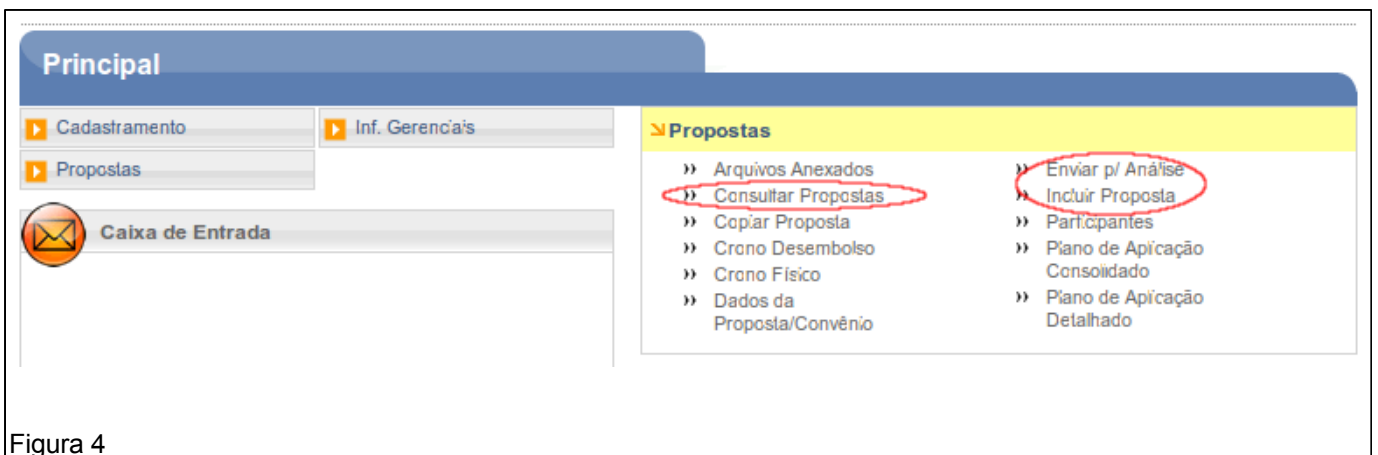 Principal
Cadastramento
Inf. Gerenciais
Propostas
Caixa de Entrada
Propostas
Arquivos Anexados
Consultar Propostas
Copiar Proposta
Crono Desembolso
Crono Físico
Dados da
Proposta/Convênio
Enviar p/ Análise
Incluir Proposta
Participantes
Plano de Aplicação
Consolidado
Plano de Aplicação
Detalhado
Figura 4